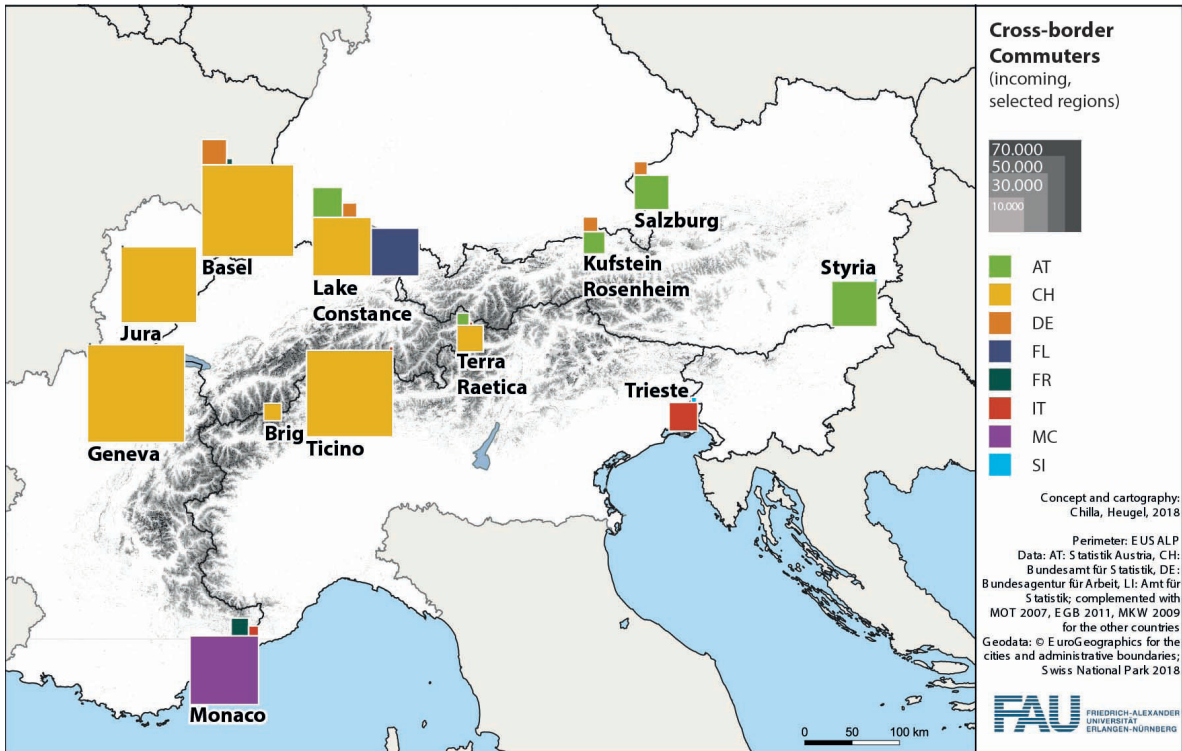 Cross-border
Commuters
(incoming,
selected regions)
70.000
50.000
30.000
10.000
AT
CH
DE
FL
FR
IT
MC
SI
Basel
Jura
Lake
Constance
Salzburg
Kufstein
Rosenheim
Styria
Terra
Raetica
Trieste
Geneva
Brig
Ticino
Monaco
0 50 100 km
Concept and cartography:
Chilla, Heugel, 2018
Perimeter: EUSALP
Data: AT: Statistik Austria, CH:
Bundesamt für Statistik, DE:
Bundesagentur für Arbeit, LI: Amt für
Statistik; complemented with
MOT 2007, EGB 2011, MKW 2009
for the other countries
Geodata: © EuroGeographics for the
cities and administrative boundaries;
Swiss National Park 2018
FAU
FRIEDRICH-ALEXANDER
UNIVERSITÄT
ERLANGEN-NÜRNBERG